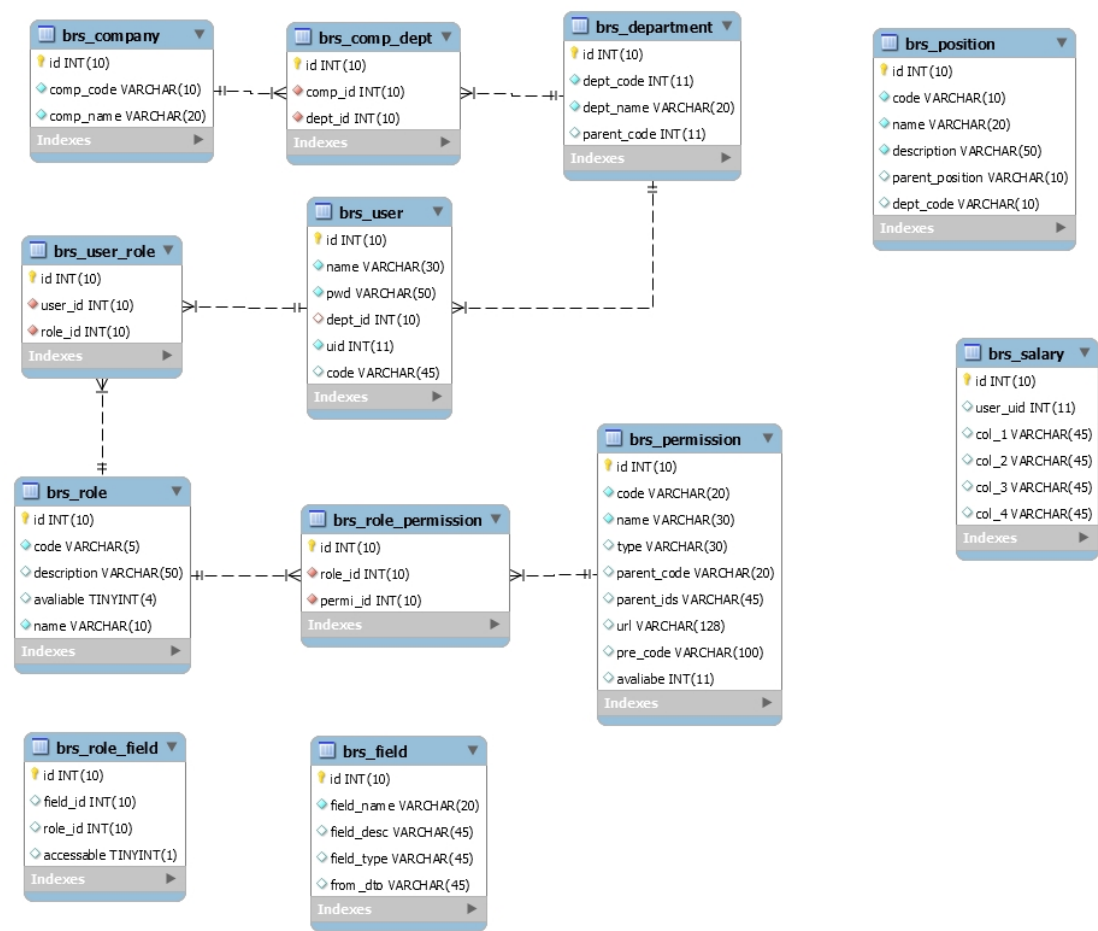 brs_company
id INT(10)
comp_code VARCHAR(10)
comp_name VARCHAR(20)
Indexes
brs_comp_dept
id INT(10)
comp_id INT(10)
dept_id INT(10)
Indexes
brs_department
id INT(10)
dept_code INT(11)
dept_name VARCHAR(20)
parent_code INT(11)
Indexes
brs_position
id INT(10)
code VARCHAR(10)
name VARCHAR(20)
description VARCHAR(50)
parent_position VARCHAR(10)
dept_code VARCHAR(10)
Indexes
brs_user_role
id INT(10)
user_id INT(10)
role_id INT(10)
Indexes
brs_user
id INT(10)
name VARCHAR(30)
pwd VARCHAR(50)
dept_id INT(10)
uid INT(11)
code VARCHAR(45)
Indexes
brs_salary
id INT(10)
user_uid INT(11)
col_1 VARCHAR(45)
col_2 VARCHAR(45)
col_3 VARCHAR(45)
col_4 VARCHAR(45)
Indexes
brs_role
id INT(10)
code VARCHAR(5)
description VARCHAR(50)
avaliable TINYINT(4)
name VARCHAR(10)
Indexes
brs_role_permission
id INT(10)
role_id INT(10)
permi_id INT(10)
Indexes
brs_permission
id INT(10)
code VARCHAR(20)
name VARCHAR(30)
type VARCHAR(30)
parent_code VARCHAR(20)
parent_ids VARCHAR(45)
url VARCHAR(128)
pre_code VARCHAR(100)
avaliabe INT(11)
Indexes
brs_role_field
id INT(10)
field_id INT(10)
role_id INT(10)
accessable TINYINT(1)
Indexes
brs_field
id INT(10)
field_name VARCHAR(20)
field_desc VARCHAR(45)
field_type VARCHAR(45)
from_dto VARCHAR(45)
Indexes